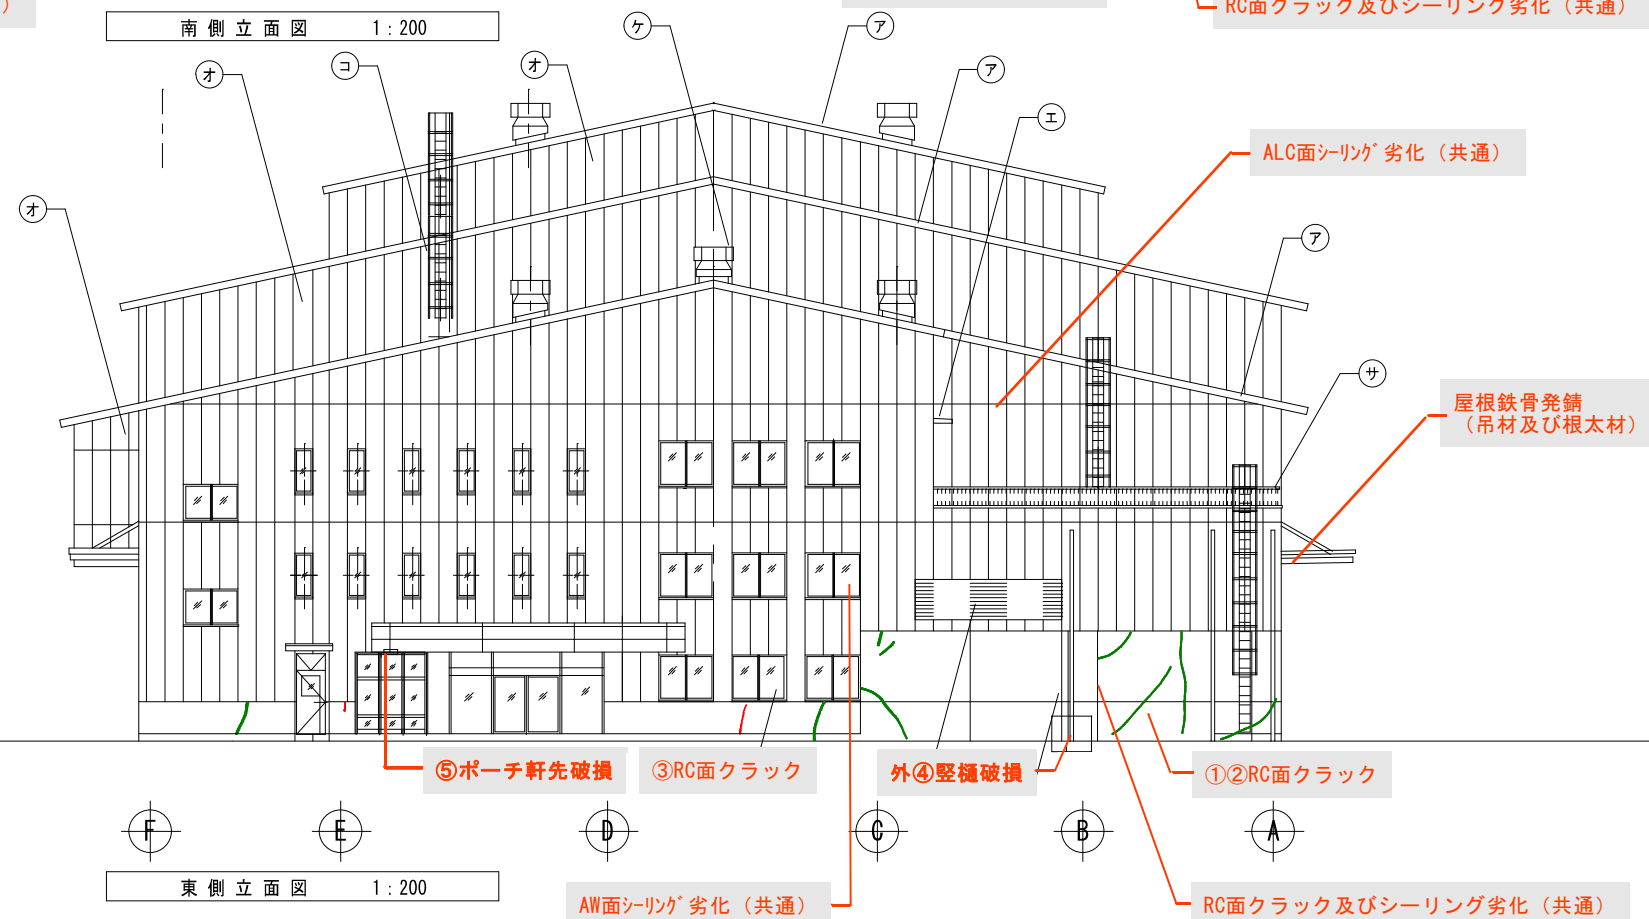 ）
RC面クラック及びシーリング劣化（共通）
南側立面図　1：200
ケ
ア
オ
コ
オ
ア
エ
ALC面ｼｰﾘﾝｸﾞ劣化（共通）
オ
ア
サ
屋根鉄骨発錆
（吊材及び根太材）
⑤ポーチ軒先破損
③RC面クラック
外④竪樋破損
①②RC面クラック
F
E
D
C
B
A
東側立面図　1：200
AW面ｼｰﾘﾝｸﾞ劣化（共通）
RC面クラック及びシーリング劣化（共通）